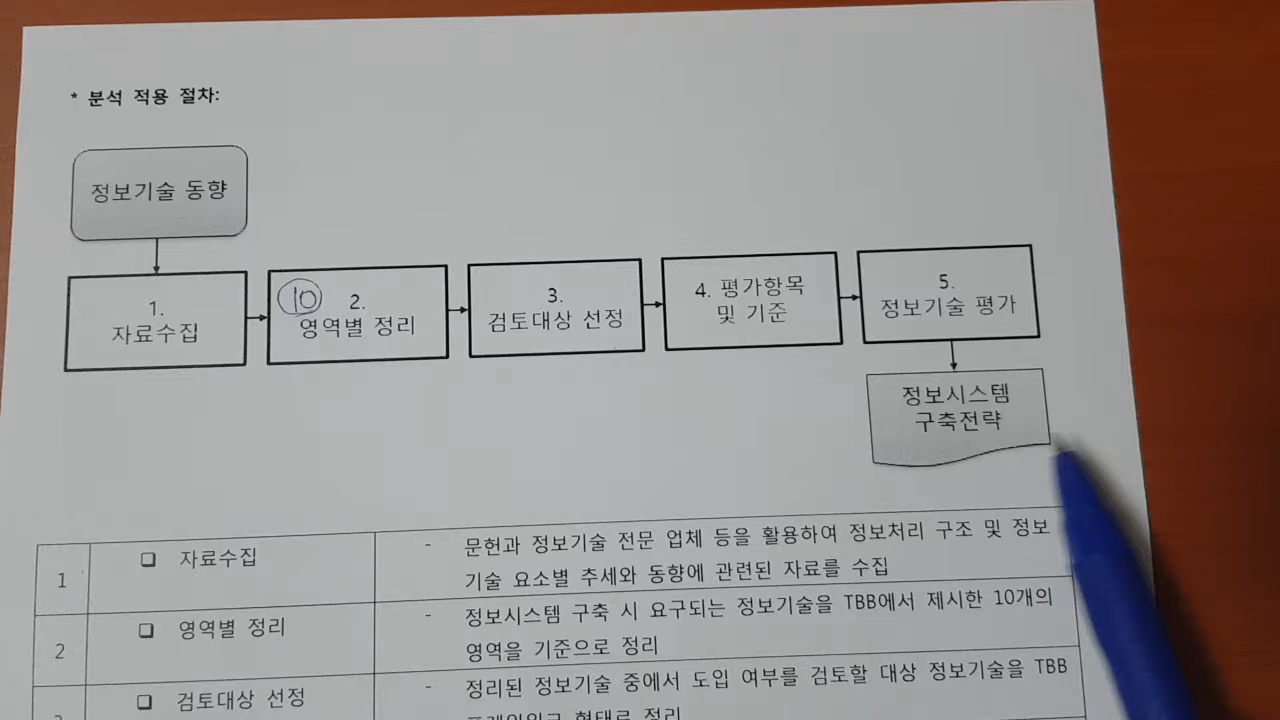 * 분석 적용 절차:
정보기술 동향
1.
자료수집
10
2.
영역별 정리
3.
검토대상 선정
4. 평가항목
및 기준
5.
정보기술 평가
정보시스템
구축전략
1
❑ 자료수집
- 문헌과 정보기술 전문 업체 등을 활용하여 정보처리 구조 및 정보
기술 요소별 추세와 동향에 관련된 자료를 수집
2
❑ 영역별 정리
- 정보시스템 구축 시 요구되는 정보기술을 TBB에서 제시한 10개의
영역을 기준으로 정리
❑ 검토대상 선정
- 정리된 정보기술 중에서 도입 여부를 검토할 대상 정보기술을 TBB
형태로 정리